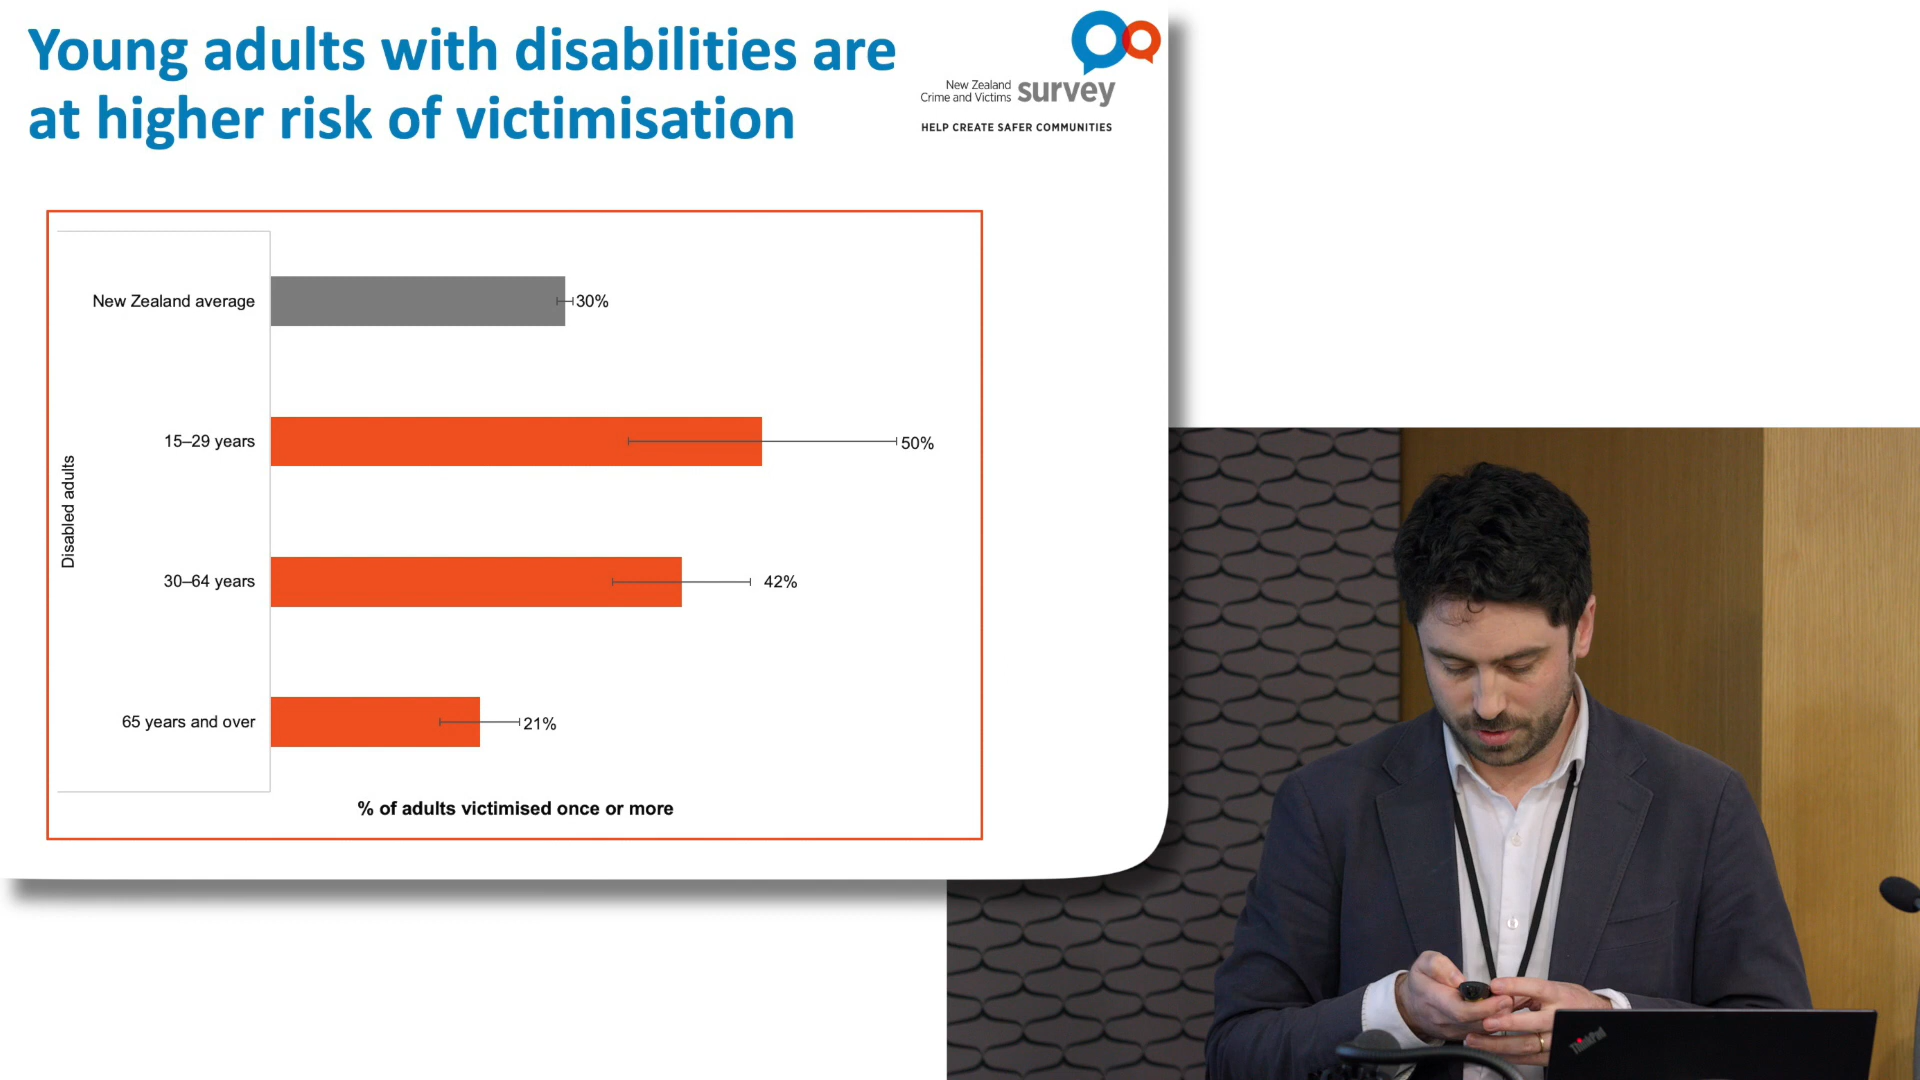 Young adults with disabilities are
at higher risk of victimisation
New Zealand
Crime and Victims survey
HELP CREATE SAFER COMMUNITIES
New Zealand average
30%
Disabled adults
15–29 years
50%
30–64 years
42%
65 years and over
21%
% of adults victimised once or more
ThinkPad